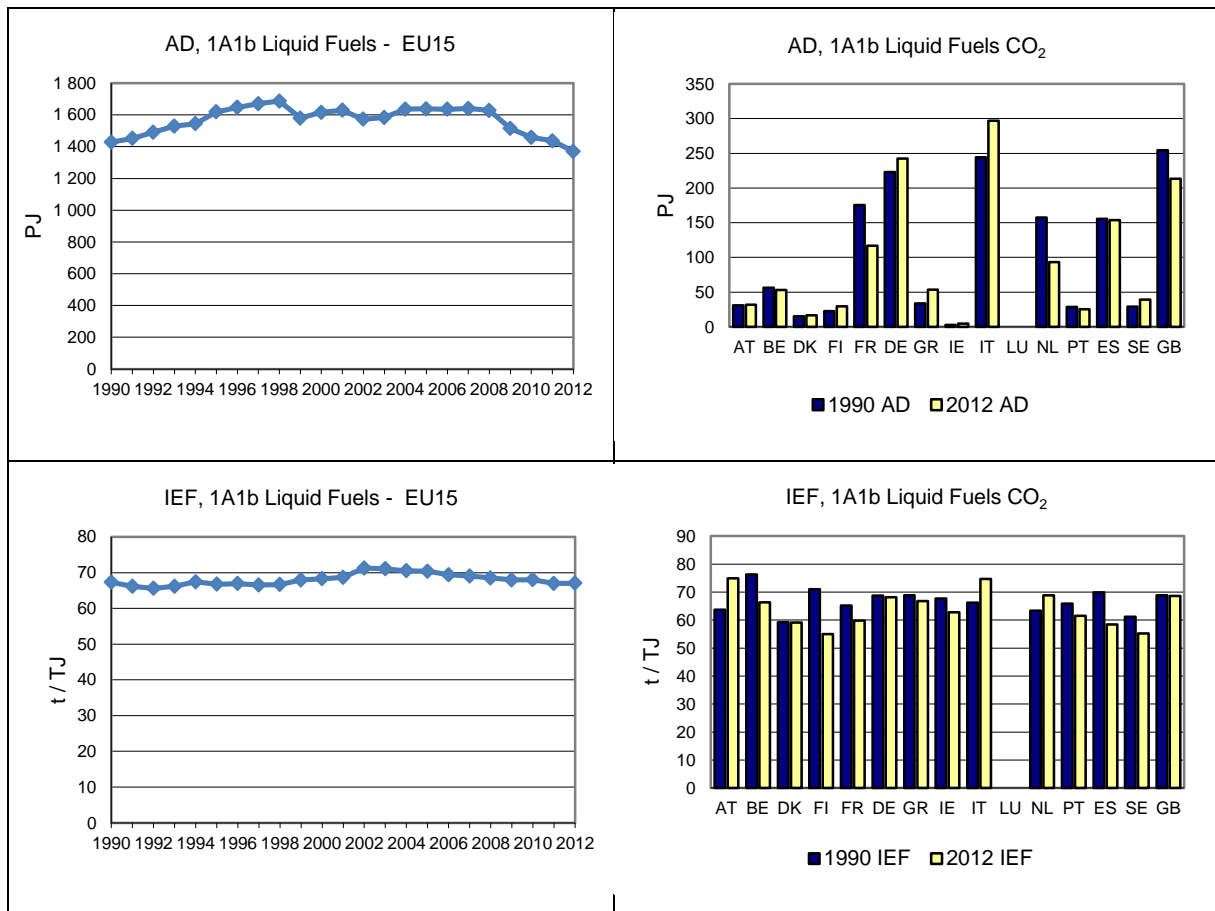 AD, 1A1b Liquid Fuels - EU15
1 800
1 600
1 400
1 200
1 000
800
600
400
200
0
PJ
1990 1992 1994 1996 1998 2000 2002 2004 2006 2008 2010 2012
AD, 1A1b Liquid Fuels CO₂
350
300
250
200
150
100
50
0
PJ
AT BE DK FI FR DE GR IE IT LU NL PT ES SE GB
1990 AD 2012 AD
IEF, 1A1b Liquid Fuels - EU15
80
70
60
50
40
30
20
10
0
t / TJ
1990 1992 1994 1996 1998 2000 2002 2004 2006 2008 2010 2012
IEF, 1A1b Liquid Fuels CO₂
90
80
70
60
50
40
30
20
10
0
t / TJ
AT BE DK FI FR DE GR IE IT LU NL PT ES SE GB
1990 IEF 2012 IEF